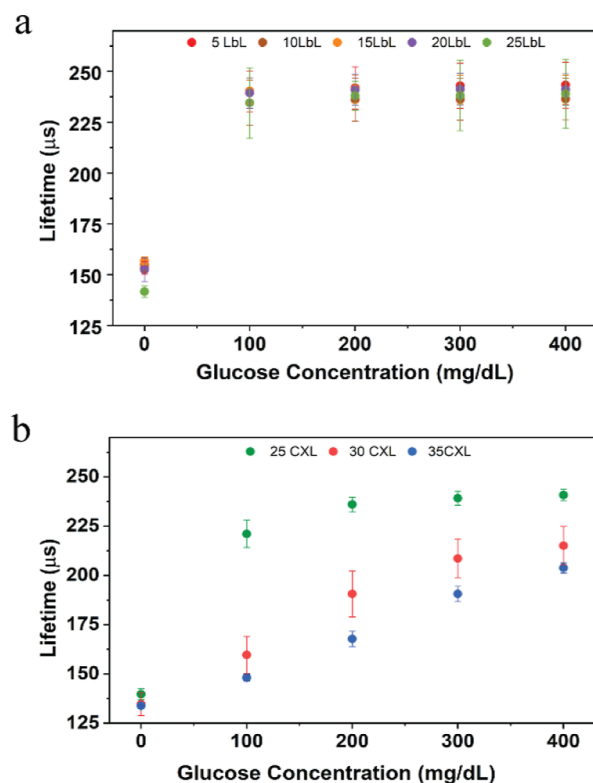 a
5 LbL 10LbL 15LbL 20LbL 25LbL
Lifetime (μs)
250
225
200
175
150
125
0 100 200 300 400
Glucose Concentration (mg/dL)
b
25 CXL 30 CXL 35CXL
Lifetime (μs)
250
225
200
175
150
125
0 100 200 300 400
Glucose Concentration (mg/dL)